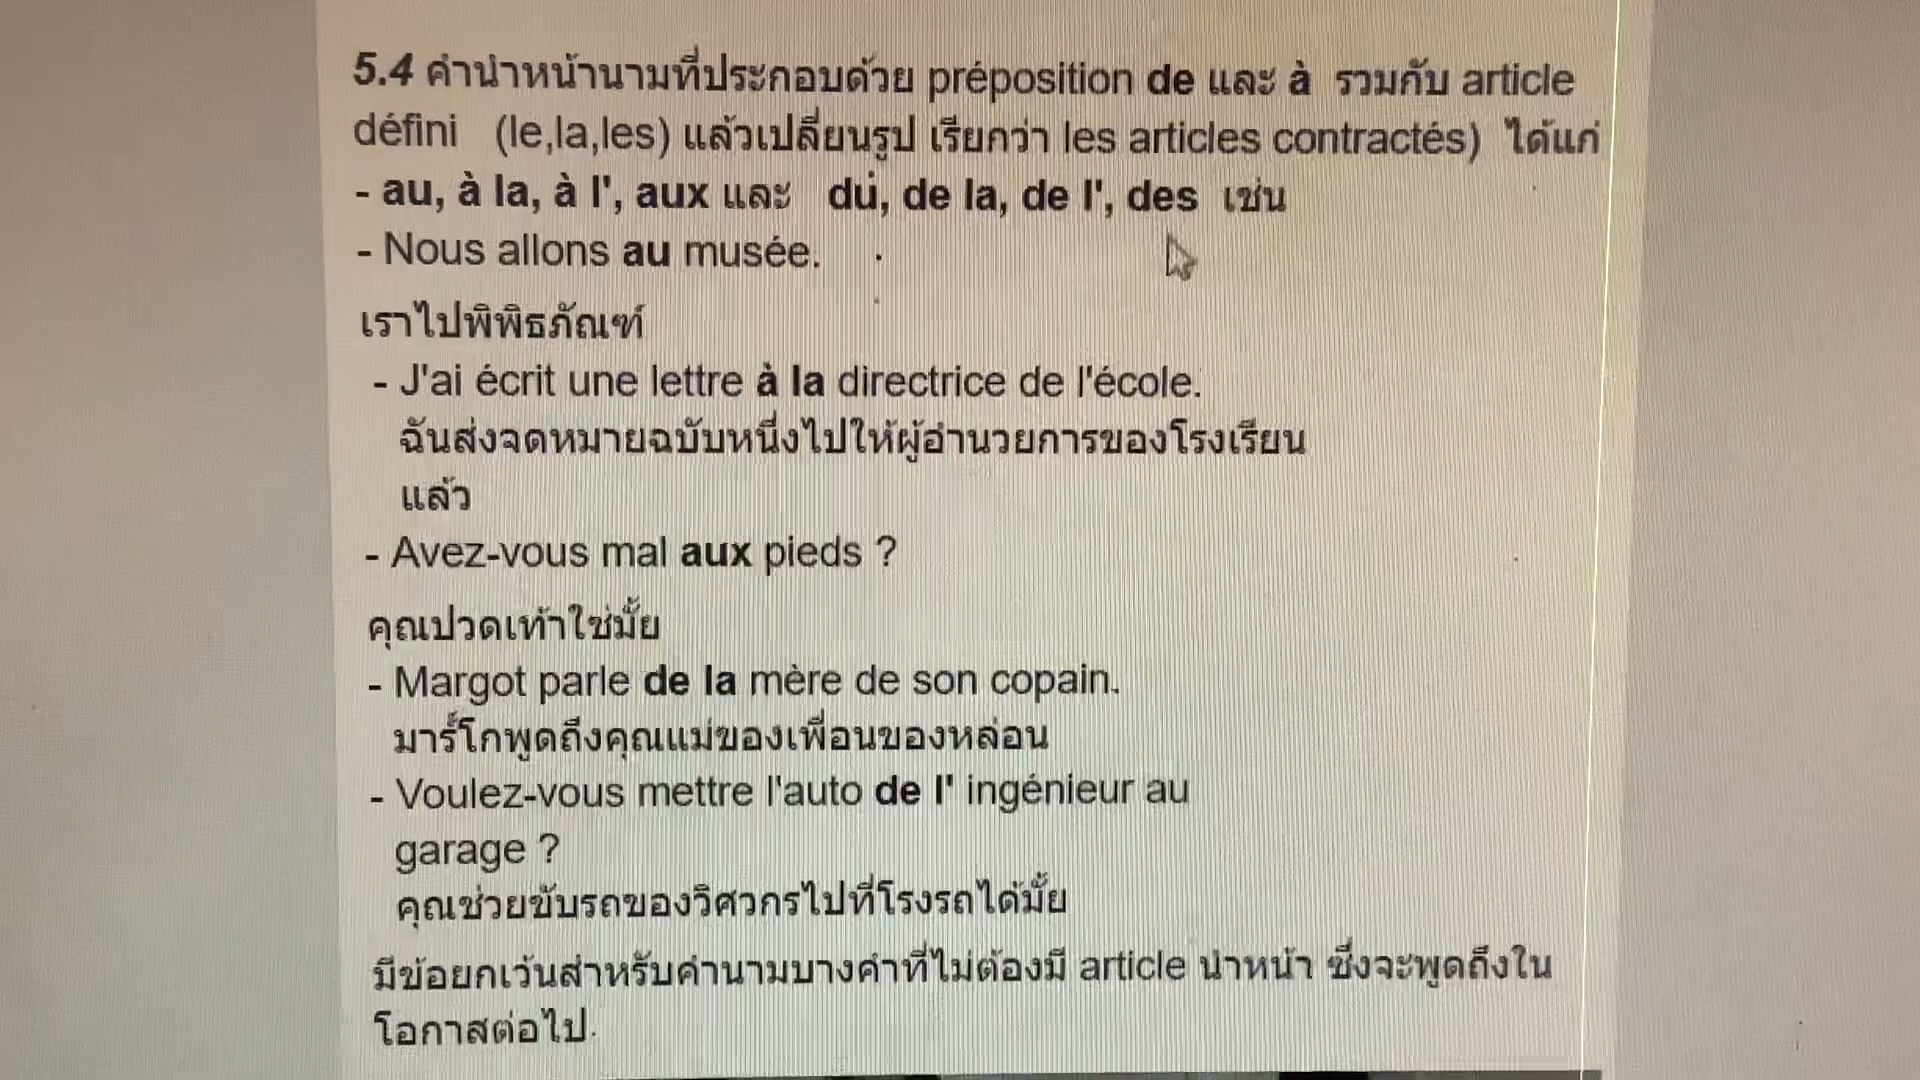 5.4 คำนำหน้านามที่ประกอบด้วย préposition de และ à รวมกับ article
défini (le,la,les) แล้วเปลี่ยนรูป เรียกว่า les articles contractés) ได้แก่
- au, à la, à l', aux และ du, de la, de l', des เช่น
- Nous allons au musée.
เราไปพิพิธภัณฑ์
- J'ai écrit une lettre à la directrice de l'école.
ฉันส่งจดหมายฉบับหนึ่งไปให้ผู้อำนวยการของโรงเรียน
แล้ว
- Avez-vous mal aux pieds ?
คุณปวดเท้าใช่มั้ย
- Margot parle de la mère de son copain.
มาร์โกพูดถึงคุณแม่ของเพื่อนของหล่อน
- Voulez-vous mettre l'auto de l' ingénieur au
garage ?
คุณช่วยขับรถของวิศวกรไปที่โรงรถได้มั้ย
มีข้อยกเว้นสำหรับคำนามบางคำที่ไม่ต้องมี article นำหน้า ซึ่งจะพูดถึงใน
โอกาสต่อไป.